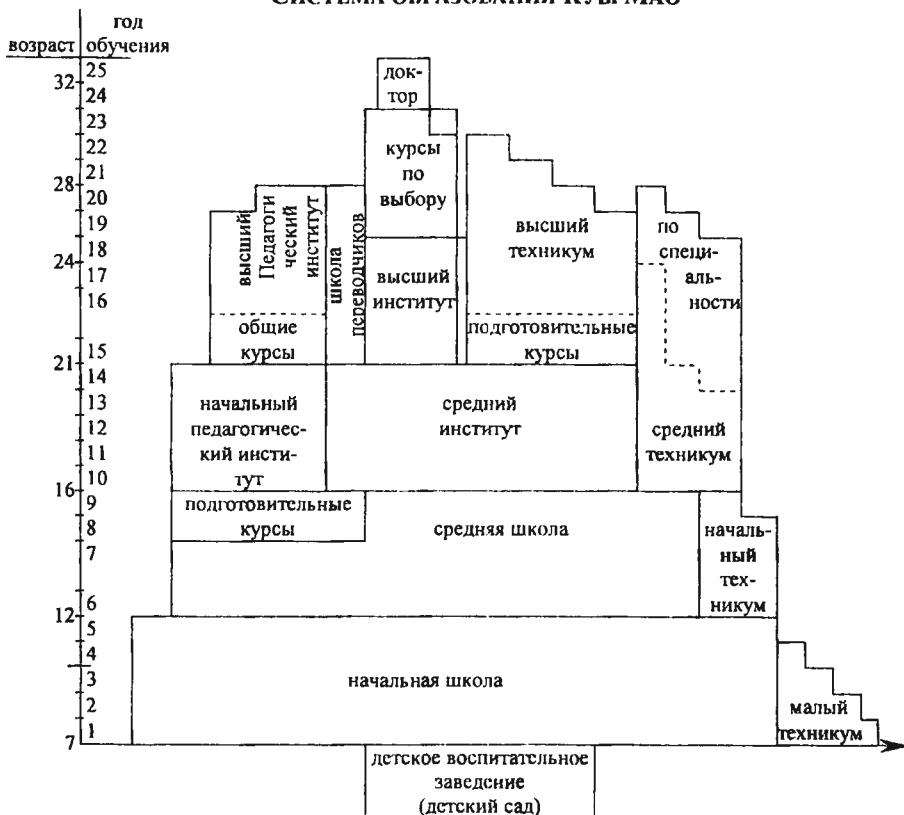 СИСТЕМА ОБРАЗОВАНИЯ
год
возраст обучения
32
25
24
23
22
21
28
20
19
18
24
17
16
15
21
14
13
12
11
10
16
9
8
7
6
12
5
4
3
2
1
7
док-
тор
курсы
по
выбору
высший
институт
высший
Педагоги
ческий
институт
школа
переводчиков
общие
курсы
высший
техникум
подготовительные
курсы
по
специ-
аль-
ности
начальный
педагогичес-
кий инсти-
тут
средний
институт
средний
техникум
подготовительные
курсы
средняя школа
началь-
ный
тех-
никум
начальная школа
малый
техникум
детское воспитательное
заведение
(детский сад)